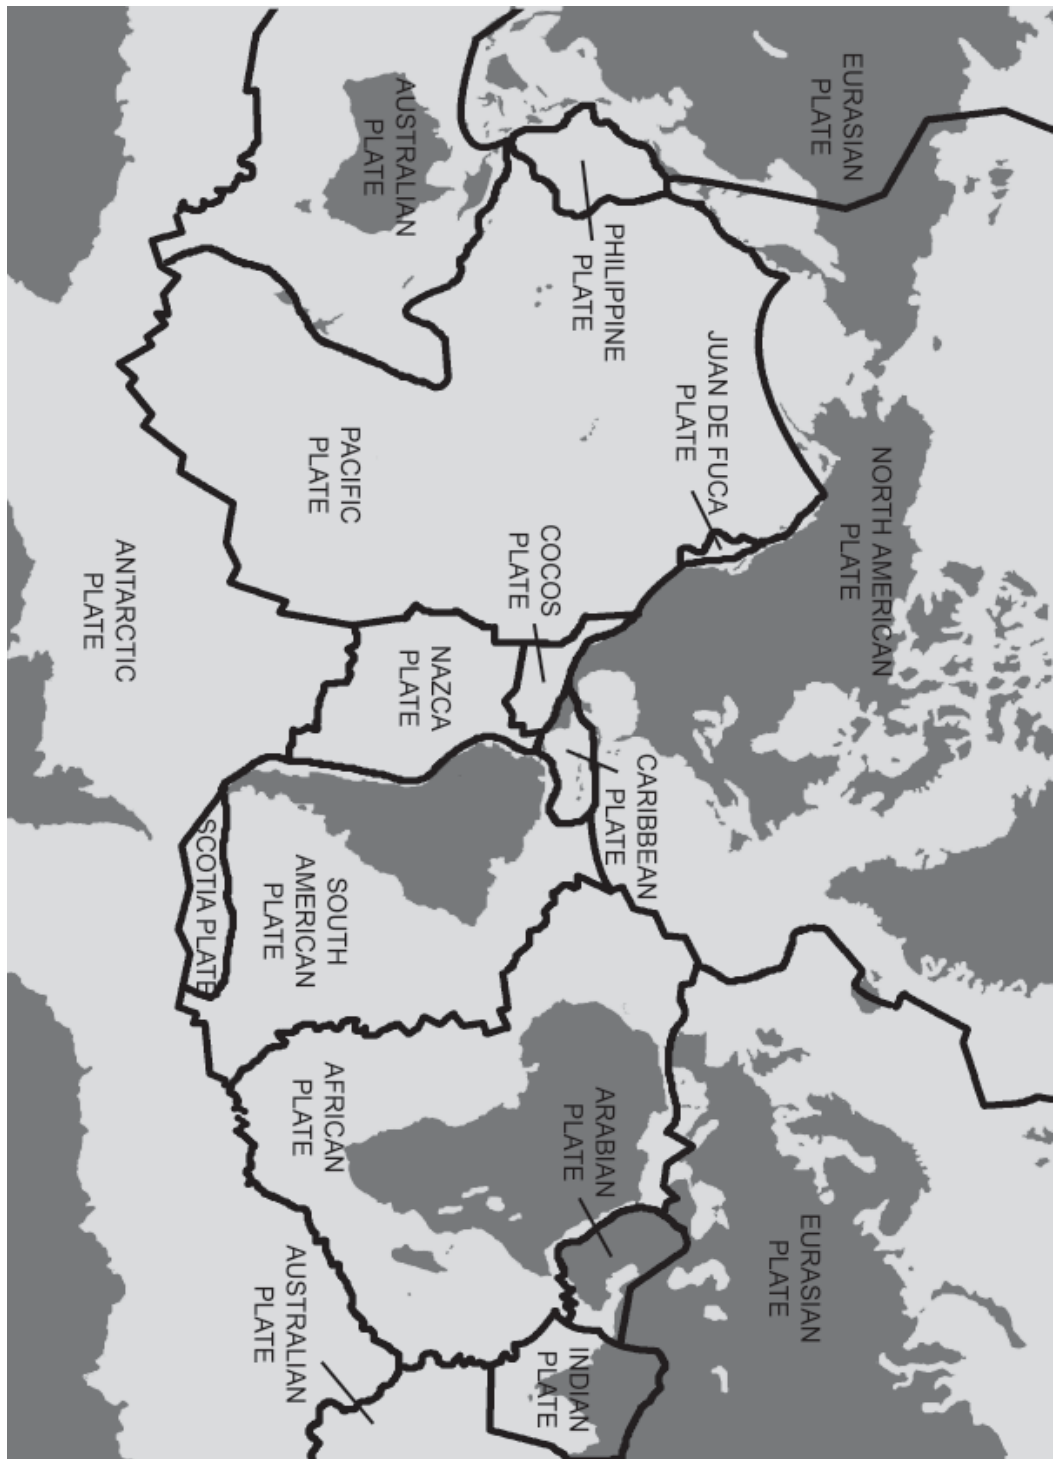 EURASIAN
PLATE
AUSTRALIAN
PLATE
PHILIPPINE
PLATE
JUAN DE FUCA
PLATE
NORTH AMERICAN
PLATE
PACIFIC
PLATE
COCOS
PLATE
ANTARCTIC
PLATE
NAZCA
PLATE
CARIBBEAN
PLATE
SCOTIA PLATE
SOUTH
AMERICAN
PLATE
AFRICAN
PLATE
ARABIAN
PLATE
EURASIAN
PLATE
AUSTRALIAN
PLATE
INDIAN
PLATE